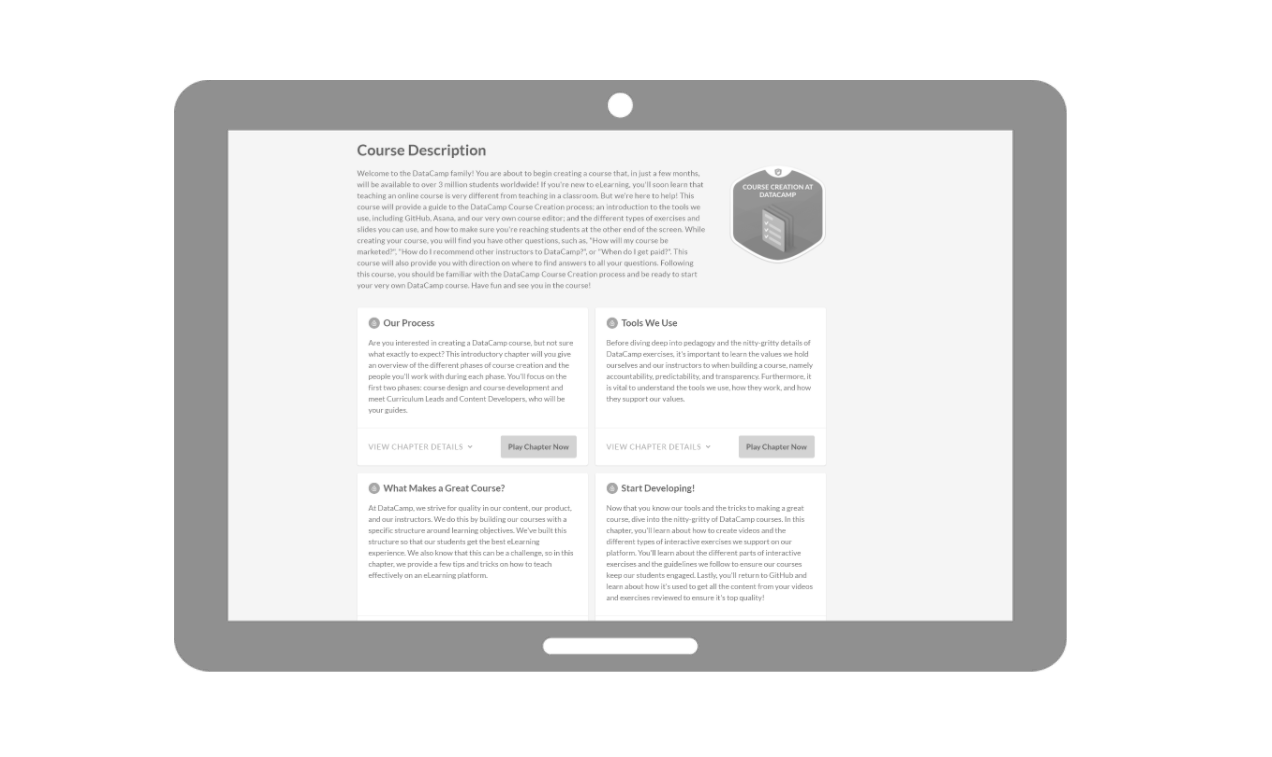 Course Description
Welcome to the DataCamp family! You are about to begin creating a course that, in just a few months,
will be available to over 3 million students worldwide! If you're new to eLearning, you'll soon learn that
teaching an online course is very different from teaching in a classroom. But we're here to help! This
course will provide a guide to the DataCamp Course Creation process: an introduction to the tools we
use, including GitHub, Asana, and our very own course editor; and the different types of exercises and
slides you can use, and how to make sure you're reaching students at the other end of the screen. While
creating your course, you will find you have other questions, such as, "How will my course be
marketed?", "How do I recommend other instructors to DataCamp?", or "When do I get paid?". This
course will also provide you with direction on where to find answers to all your questions. Following
this course, you should be familiar with the DataCamp Course Creation process and be ready to start
your very own DataCamp course. Have fun and see you in the course!
COURSE CREATION AT
DATACAMP
Our Process
Are you interested in creating a DataCamp course, but not sure
what exactly to expect? This introductory chapter will you give
an overview of the different phases of course creation and the
people you'll work with during each phase. You'll focus on the
first two phases: course design and course development and
meet Curriculum Leads and Content Developers, who will be
your guides.
VIEW CHAPTER DETAILS
Play Chapter Now
Tools We Use
Before diving deep into pedagogy and the nitty-gritty details of
DataCamp exercises, it's important to learn the values we hold
ourselves and our instructors to when building a course, namely
accountability, predictability, and transparency. Furthermore, it
is vital to understand the tools we use, how they work, and how
they support our values.
VIEW CHAPTER DETAILS
Play Chapter Now
What Makes a Great Course?
At DataCamp, we strive for quality in our content, our product,
and our instructors. We do this by building our courses with a
specific structure around learning objectives. We've built this
structure so that our students get the best eLearning
experience. We also know that this can be a challenge, so in this
chapter, we provide a few tips and tricks on how to teach
effectively on an eLearning platform.
Start Developing!
Now that you know our tools and the tricks to making a great
course, dive into the nitty-gritty of DataCamp courses. In this
chapter, you'll learn about how to create videos and the
different types of interactive exercises we support on our
platform. You'll learn about the different parts of interactive
exercises and the guidelines we follow to ensure our courses
keep our students engaged. Lastly, you'll return to GitHub and
learn about how it's used to get all the content from your videos
and exercises reviewed to ensure it's top quality!